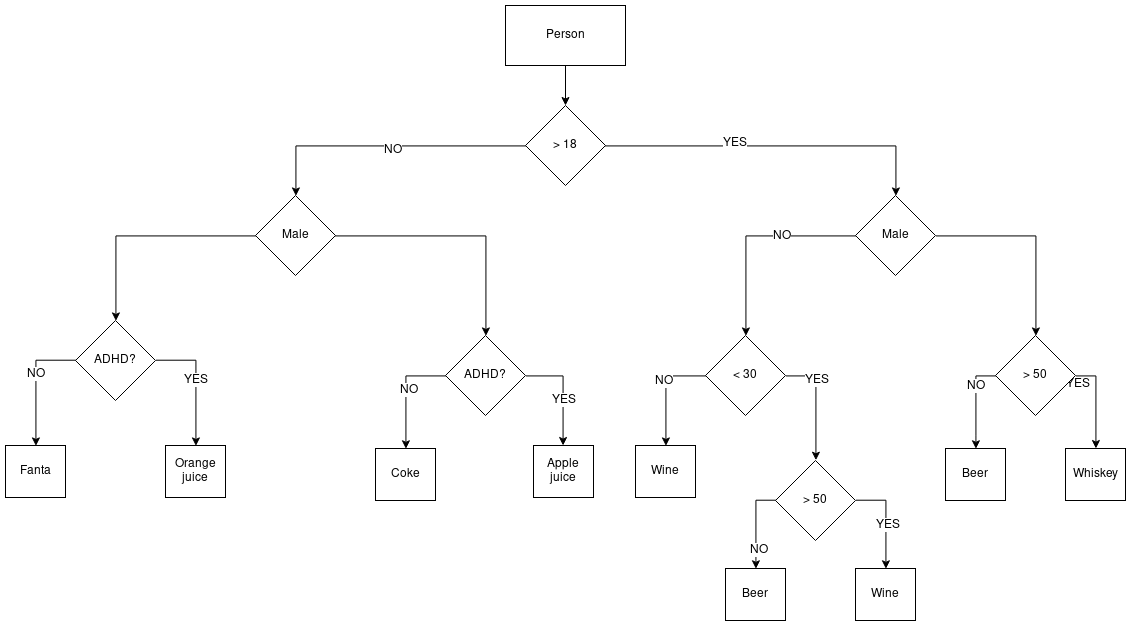 Person
> 18
NO
YES
Male
Male
NO
ADHD?
ADHD?
< 30
> 50
NO
YES
NO
YES
NO
YES
NO
YES
Fanta
Orange
juice
Coke
Apple
juice
Wine
> 50
Beer
Whiskey
NO
YES
Beer
Wine